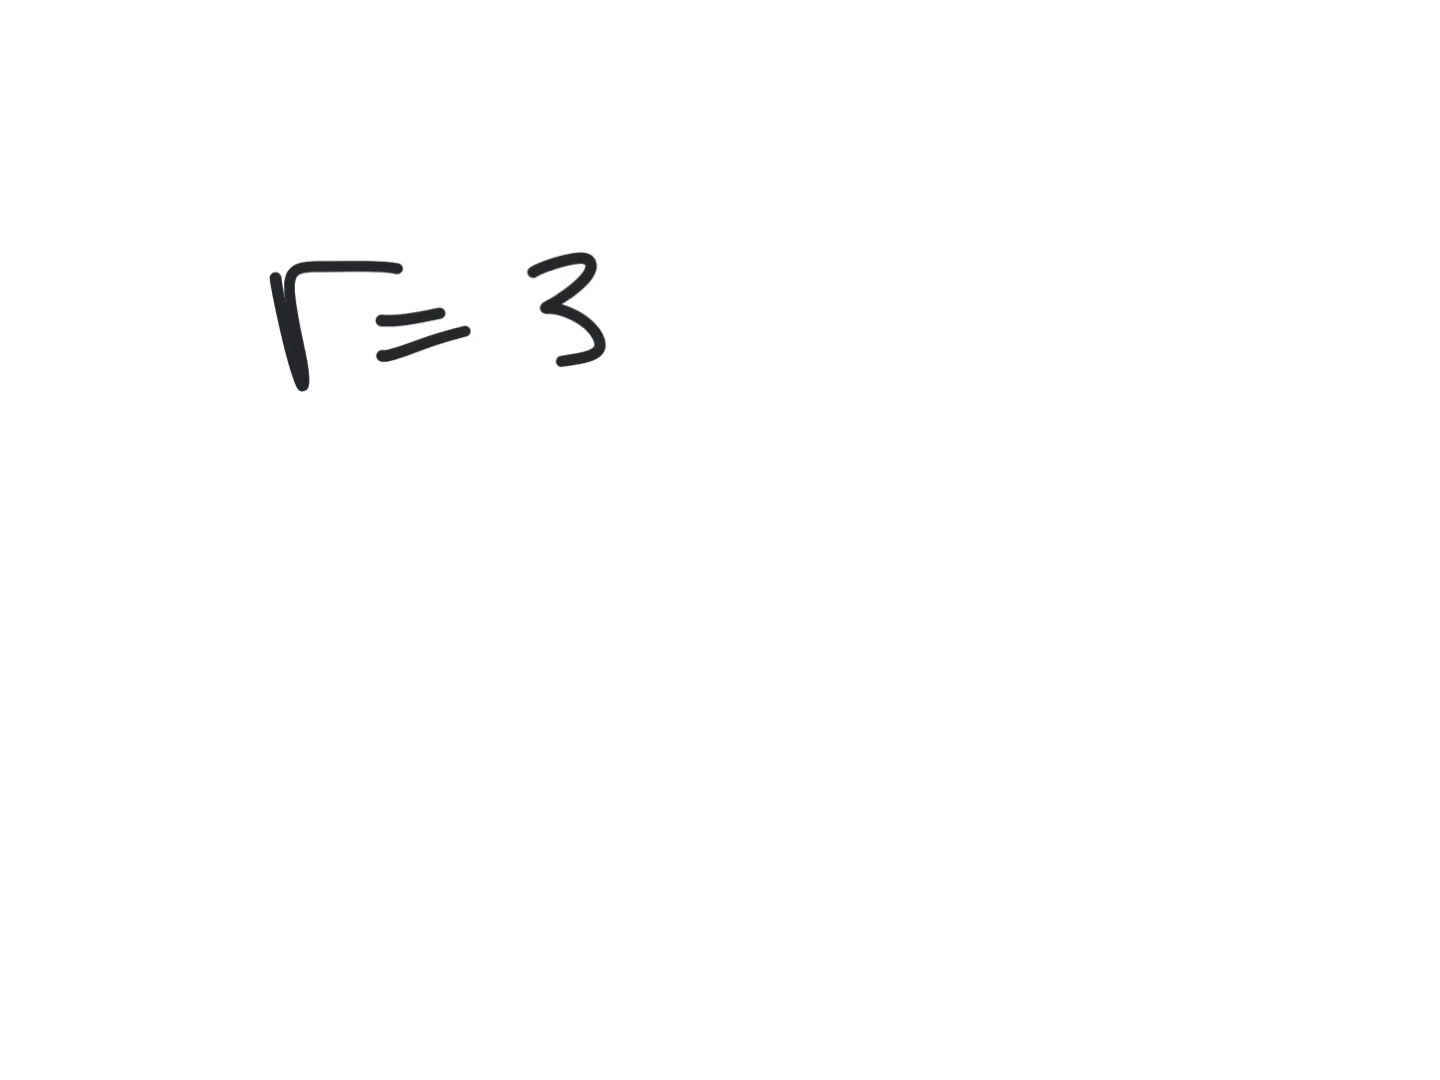 r = 3